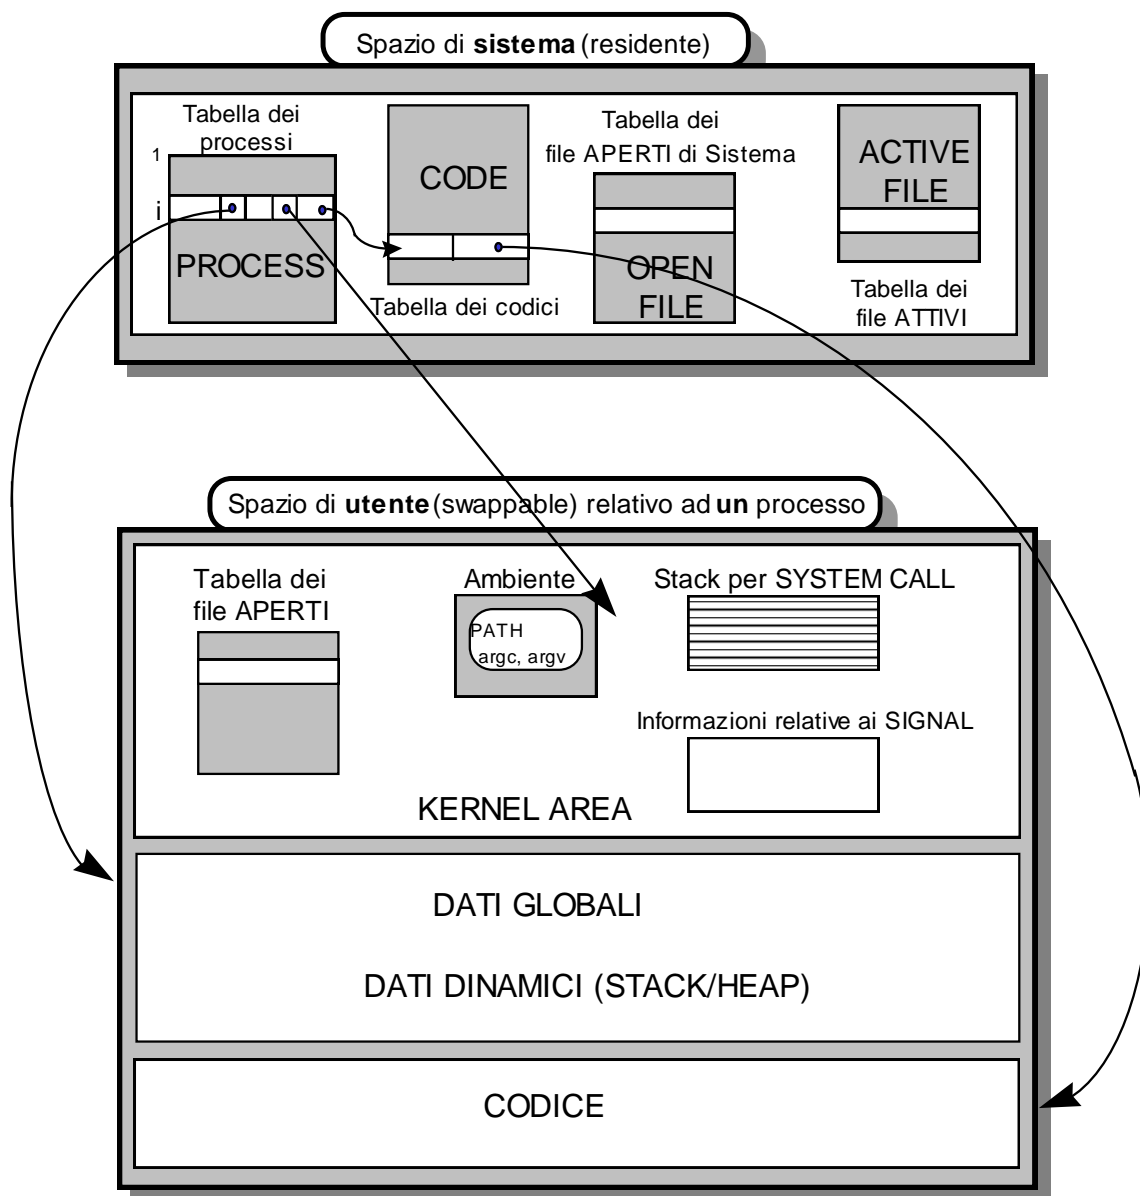 Spazio di sistema (residente)
Tabella dei
processi
1
i
PROCESS
CODE
Tabella dei codici
Tabella dei
file APERTI di Sistema
OPEN
FILE
ACTIVE
FILE
Tabella dei
file ATTIVI
Spazio di utente (swappable) relativo ad un processo
Tabella dei
file APERTI
Ambiente
PATH
argc, argv
Stack per SYSTEM CALL
Informazioni relative ai SIGNAL
KERNEL AREA
DATI GLOBALI
DATI DINAMICI (STACK/HEAP)
CODICE